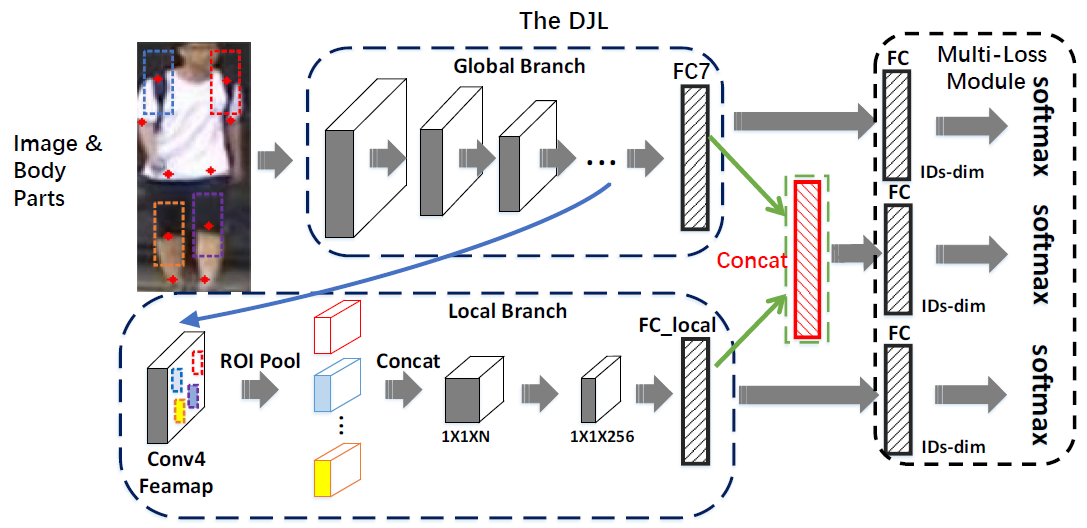 The DJL
Image &
Body
Parts
Global Branch
...
FC7
FC
Multi-Loss
Module
softmax
IDs-dim
Concat
FC
softmax
IDs-dim
Local Branch
Conv4
Feamap
ROI Pool
...
Concat
1X1XN
1X1X256
FC_local
FC
softmax
IDs-dim